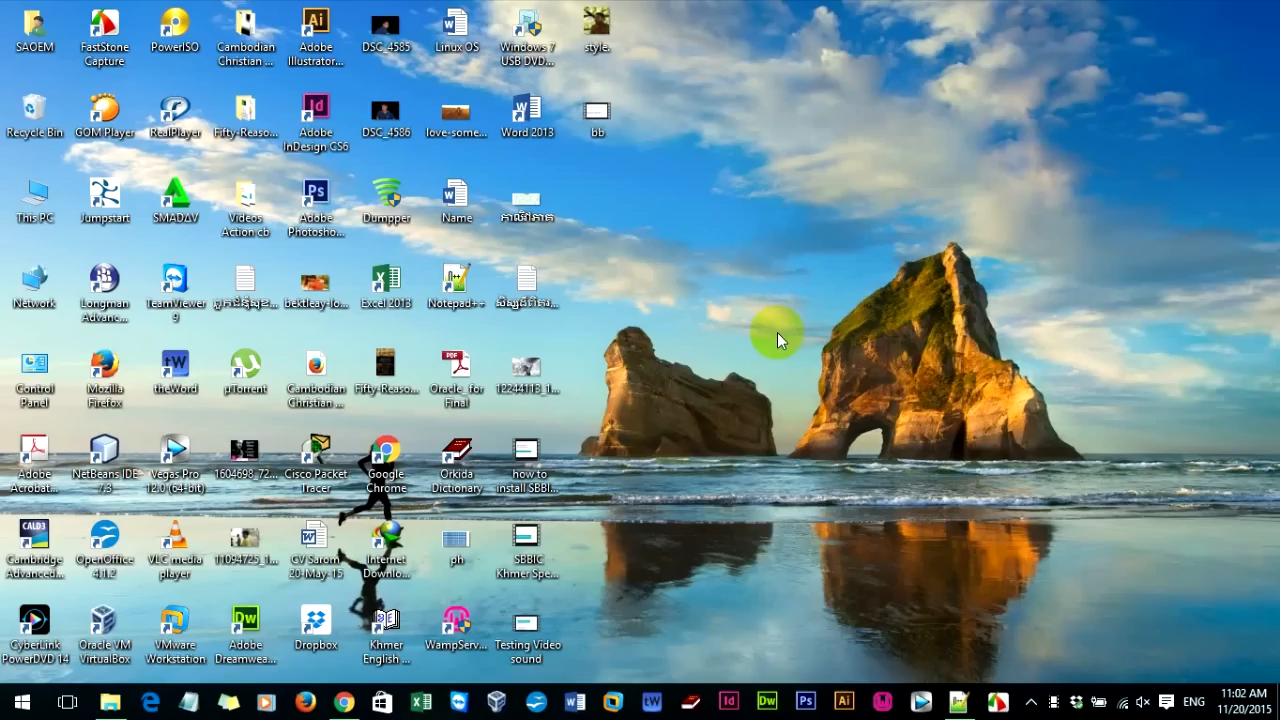 SAOEM
FastStone
Capture
PowerISO
Cambodian
Christian ...
Adobe
Illustrator...
DSC_4585
Linux OS
Windows 7
USB DVD...
style.
Recycle Bin
GOM Player
RealPlayer
Fifty-Reaso...
Adobe
InDesign CS6
DSC_4586
love-some...
Word 2013
bb
This PC
Jumpstart
SMADΔV
Videos
Action cb
Adobe
Photosho...
Dumpper
Name
Network
Longman
Advanc...
TeamViewer
9
bektleay-lo...
Excel 2013
Notepad++
Control
Panel
Mozilla
Firefox
theWord
µTorrent
Cambodian
Christian ...
Fifty-Reaso...
Oracle_for
Final
12244113_1...
Adobe
Acrobat...
NetBeans IDE
7.3
Vegas Pro
12.0 (64-bit)
1604698_72...
Cisco Packet
Tracer
Google
Chrome
Orkida
Dictionary
how to
install SBBI...
Cambridge
Advanced...
OpenOffice
4.1.2
VLC media
player
11094725_1...
CV Sarom
20-May-15
Internet
Downlo...
ph
SBBIC
Khmer Spe...
CyberLink
PowerDVD 14
Oracle VM
VirtualBox
VMware
Workstation
Adobe
Dreamwea...
Dropbox
Khmer
English ...
WampServ...
Testing Video
sound
ENG
11:02 AM
11/20/2015